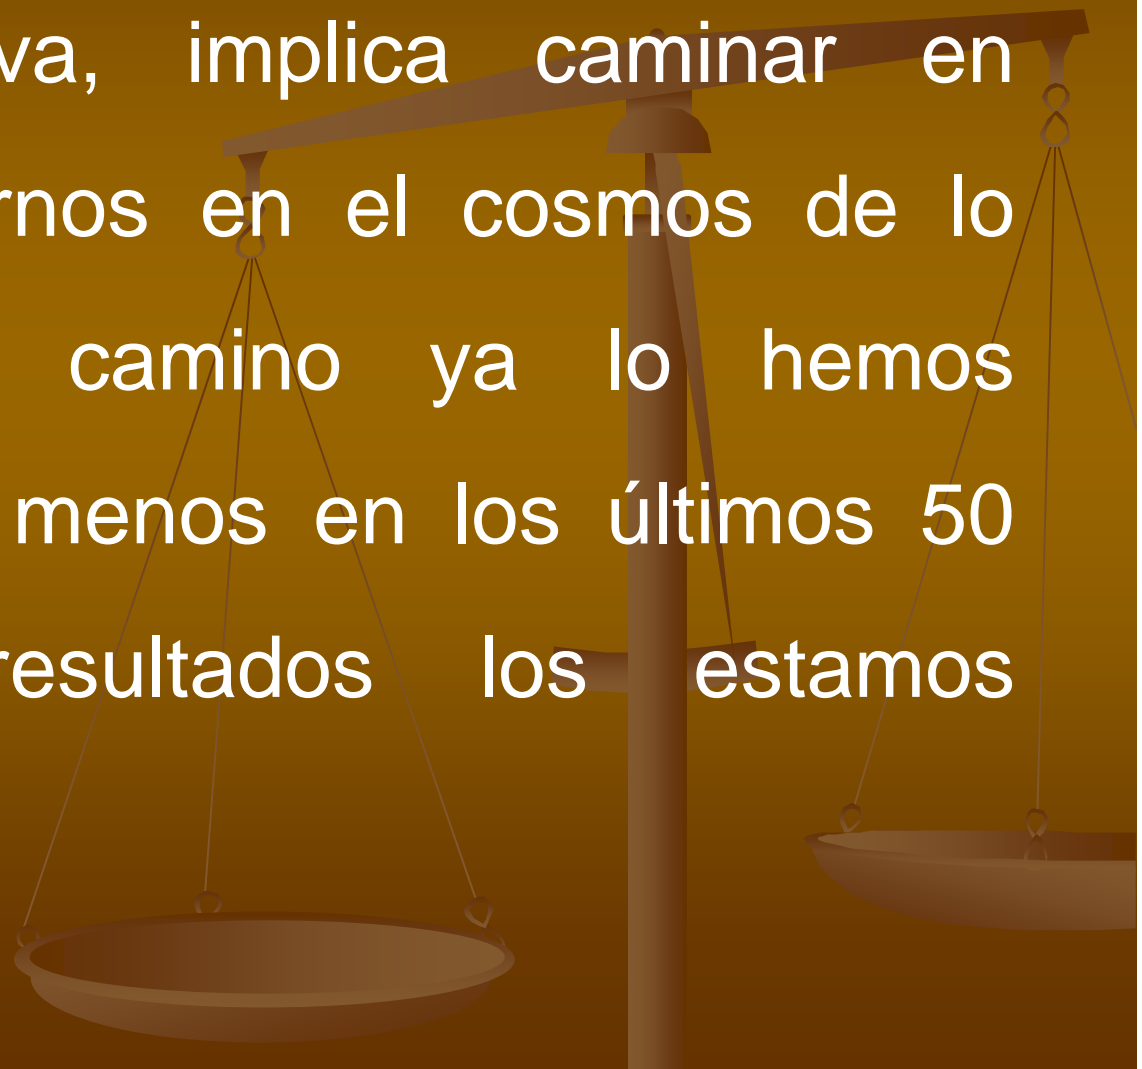 va, implica caminar en
rnos en el cosmos de lo
camino ya lo hemos
menos en los últimos 50
resultados los estamos